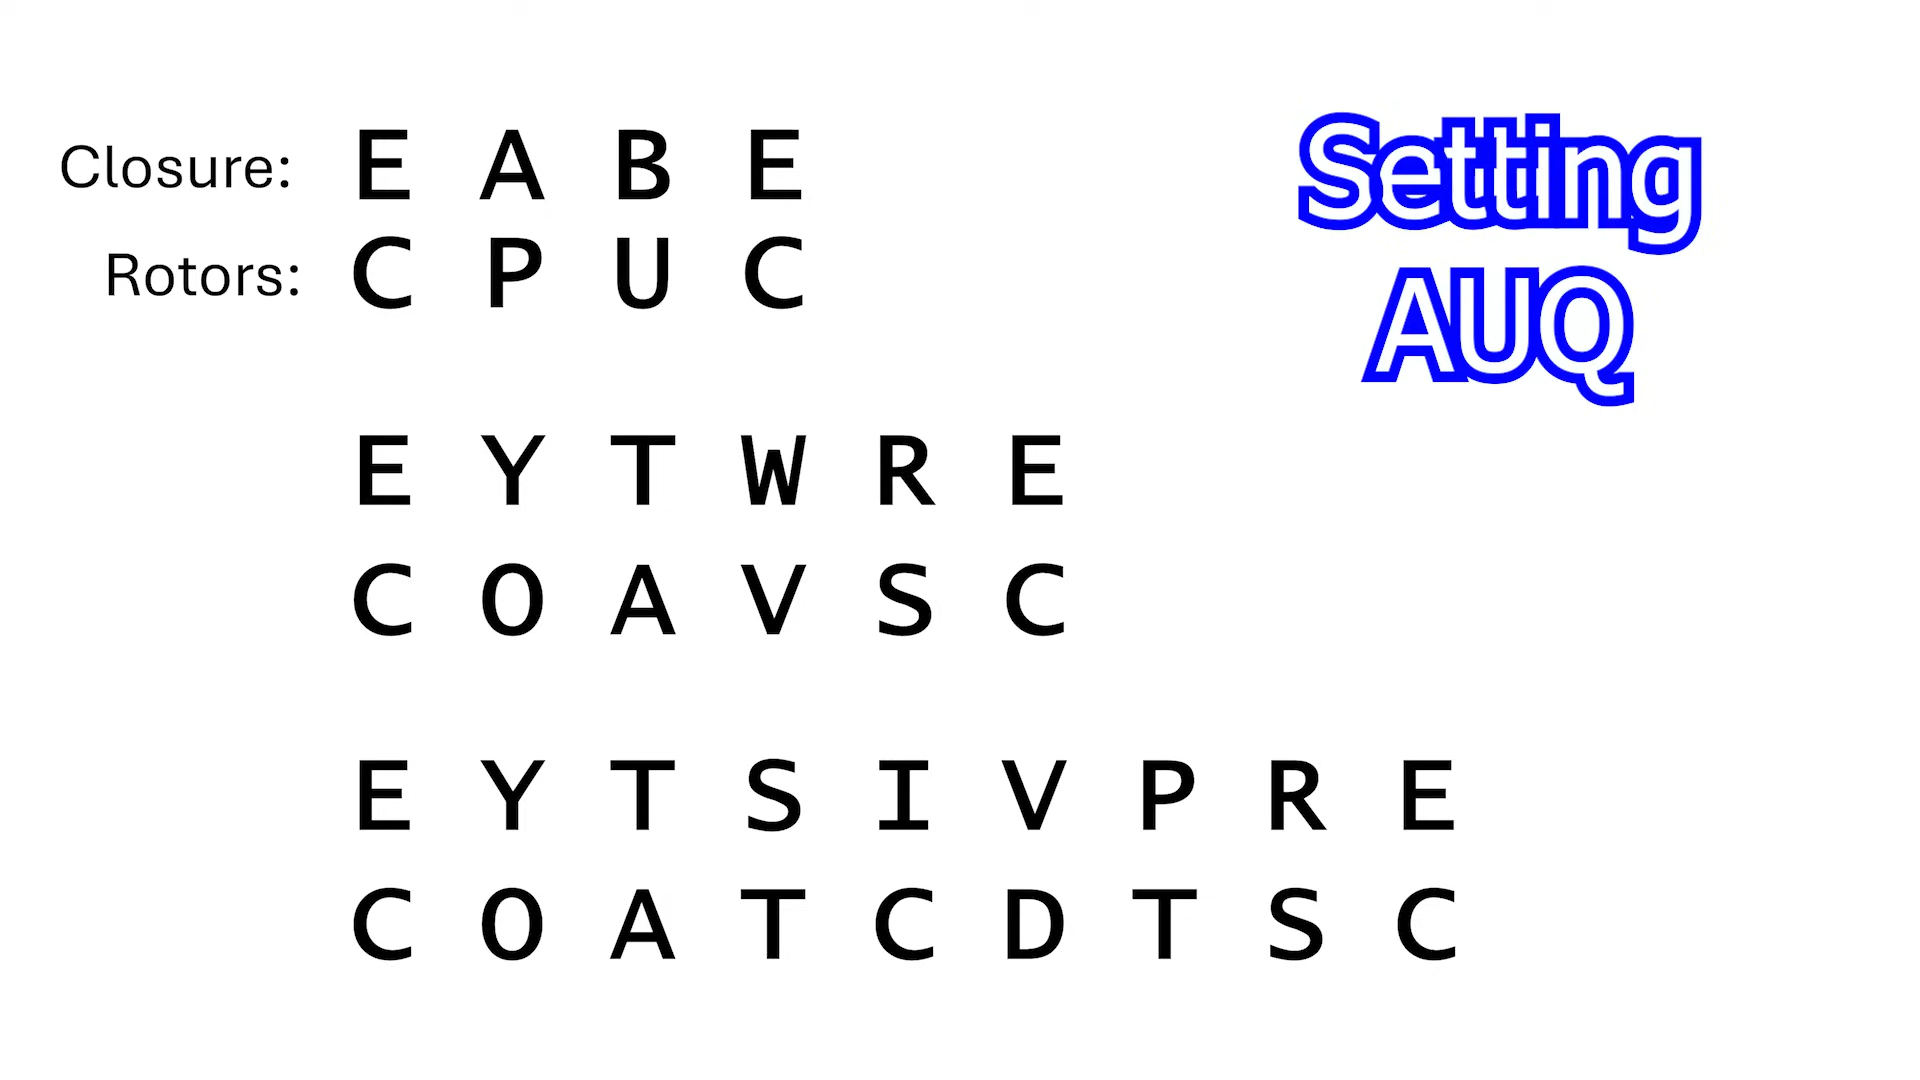 Closure: E A B E
Rotors: C P U C
Setting
AUQ
E Y T W R E
C O A V S C
E Y T S I V P R E
C O A T C D T S C